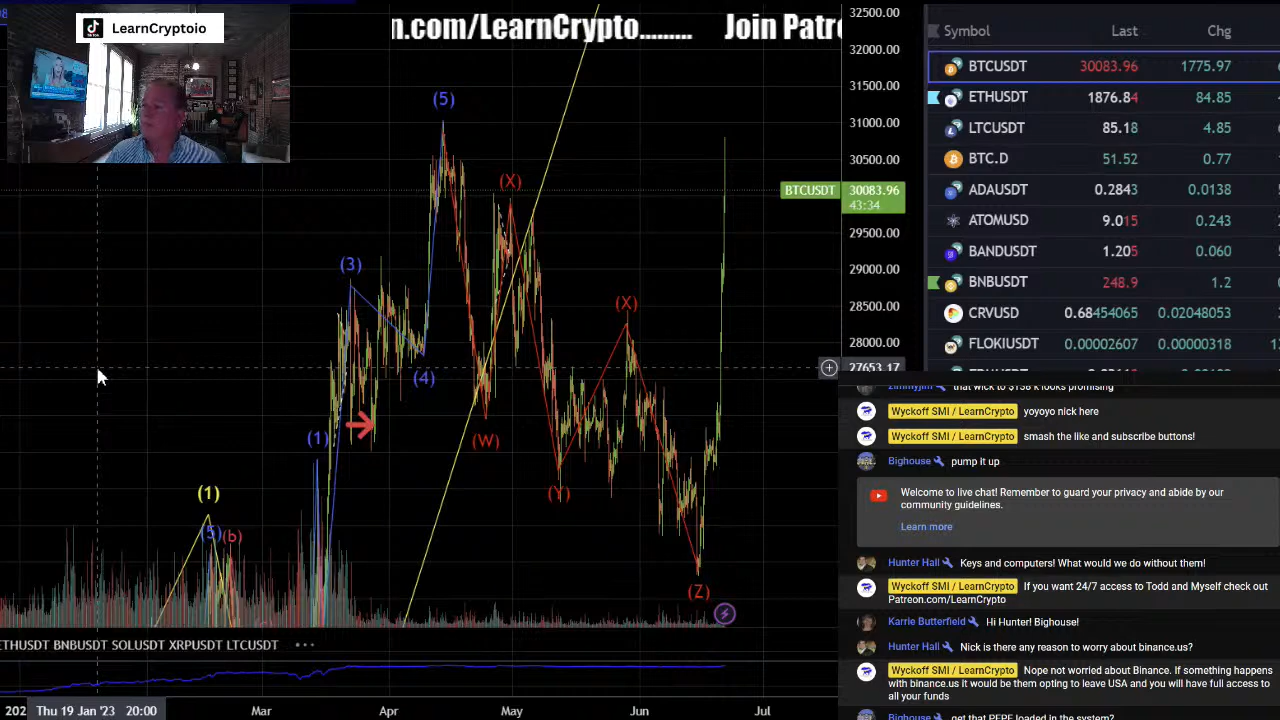 LearnCryptoio
n.com/LearnCrypto......... Join Patr
32500.00
32000.00
31500.00
31000.00
30500.00
BTCUSDT 30083.96
43:34
29500.00
29000.00
28500.00
28000.00
27653.17
(5)
(X)
(3)
(X)
(4)
(1)
(W)
(Y)
(1)
(5) (b)
(Z)
ETHUSDT BNBUSDT SOLUSDT XRPUSDT LTCUSDT
202 Thu 19 Jan '23 20:00 Mar Apr May Jun Jul
Symbol Last Chg
BTCUSDT 30083.96 1775.97
ETHUSDT 1876.84 84.85
LTCUSDT 85.18 4.85
BTC.D 51.52 0.77
ADAUSDT 0.2843 0.0138
ATOMUSD 9.015 0.243
BANDUSDT 1.205 0.060
BNBUSDT 248.9 1.2
CRVUSD 0.68454065 0.02048053
FLOKIUSDT 0.00002607 0.00000318
zimmyjim that wick to $138 k looks promising
Wyckoff SMI / LearnCrypto yoyoyo nick here
Wyckoff SMI / LearnCrypto smash the like and subscribe buttons!
Bighouse pump it up
Welcome to live chat! Remember to guard your privacy and abide by our
community guidelines.
Learn more
Hunter Hall Keys and computers! What would we do without them!
Wyckoff SMI / LearnCrypto If you want 24/7 access to Todd and Myself check out
Patreon.com/LearnCrypto
Karrie Butterfield Hi Hunter! Bighouse!
Hunter Hall Nick is there any reason to worry about binance.us?
Wyckoff SMI / LearnCrypto Nope not worried about Binance. If something happens
with binance.us it would be them opting to leave USA and you will have full access to
all your funds
Bighouse get that PEPE loaded in the system?